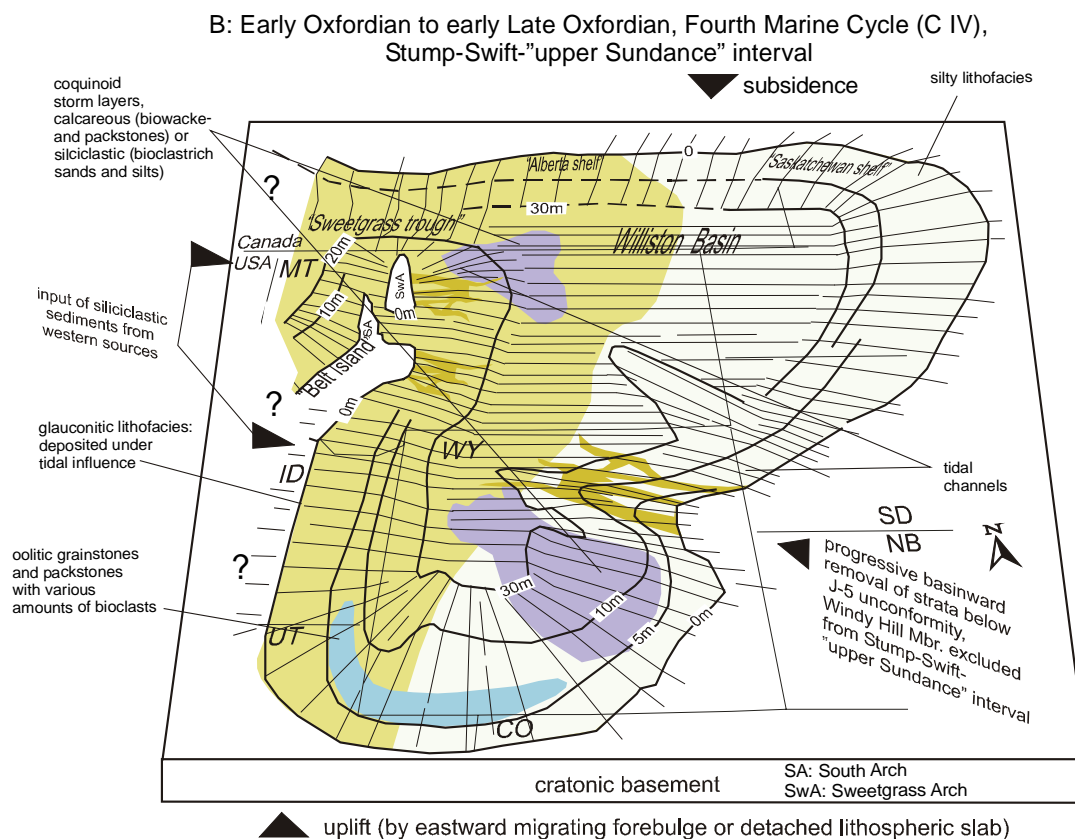 B: Early Oxfordian to early Late Oxfordian, Fourth Marine Cycle (C IV),
Stump-Swift-"upper Sundance" interval
subsidence
silty lithofacies
coquinoid
storm layers,
calcareous (biowacke-
and packstones) or
silciclastic (bioclastrich
sands and silts)
"Alberta shelf"
0
"Saskatchewan shelf"
?
30m
"Sweetgrass trough"
Williston Basin
Canada
USA
MT
20m
10m
SwA
0m
SA
input of siliciclastic
sediments from
western sources
"Belt Island"
?
0m
glauconitic lithofacies:
deposited under
tidal influence
WY
ID
tidal
channels
SD
NB
N
oolitic grainstones
and packstones
with various
amounts of bioclasts
?
30m
10m
5m
0m
progressive basinward
removal of strata below
J-5 unconformity,
Windy Hill Mbr. excluded
from Stump-Swift-
"upper Sundance" interval
UT
CO
cratonic basement
SA: South Arch
SwA: Sweetgrass Arch
uplift (by eastward migrating forebulge or detached lithospheric slab)